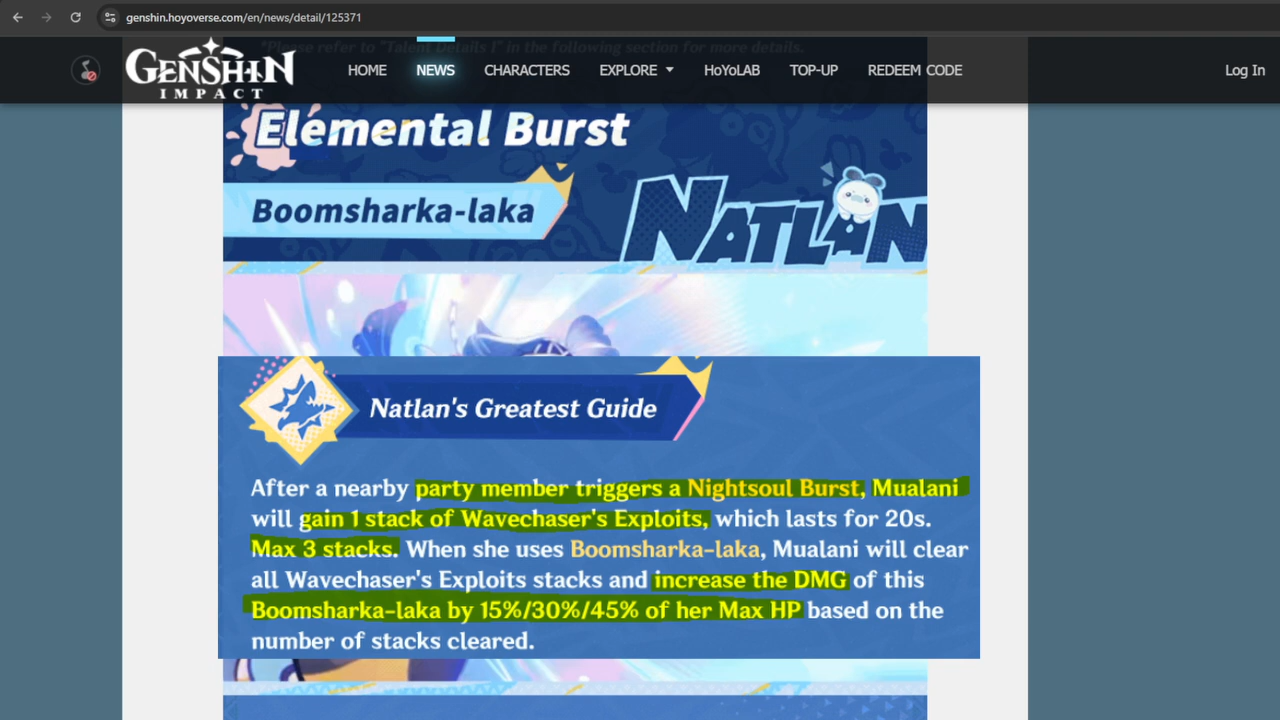 genshin.hoyoverse.com/en/news/detail/125371
*Please refer to "Talent Details I" in the following section for more details.
GENSHIN
IMPACT
HOME
NEWS
CHARACTERS
EXPLORE
HoYoLAB
TOP-UP
REDEEM CODE
Log In
Elemental Burst
Boomsharka-laka
NATLAN
Natlan's Greatest Guide
After a nearby party member triggers a Nightsoul Burst, Mualani
will gain 1 stack of Wavechaser's Exploits, which lasts for 20s.
Max 3 stacks. When she uses Boomsharka-laka, Mualani will clear
all Wavechaser's Exploits stacks and increase the DMG of this
Boomsharka-laka by 15%/30%/45% of her Max HP based on the
number of stacks cleared.